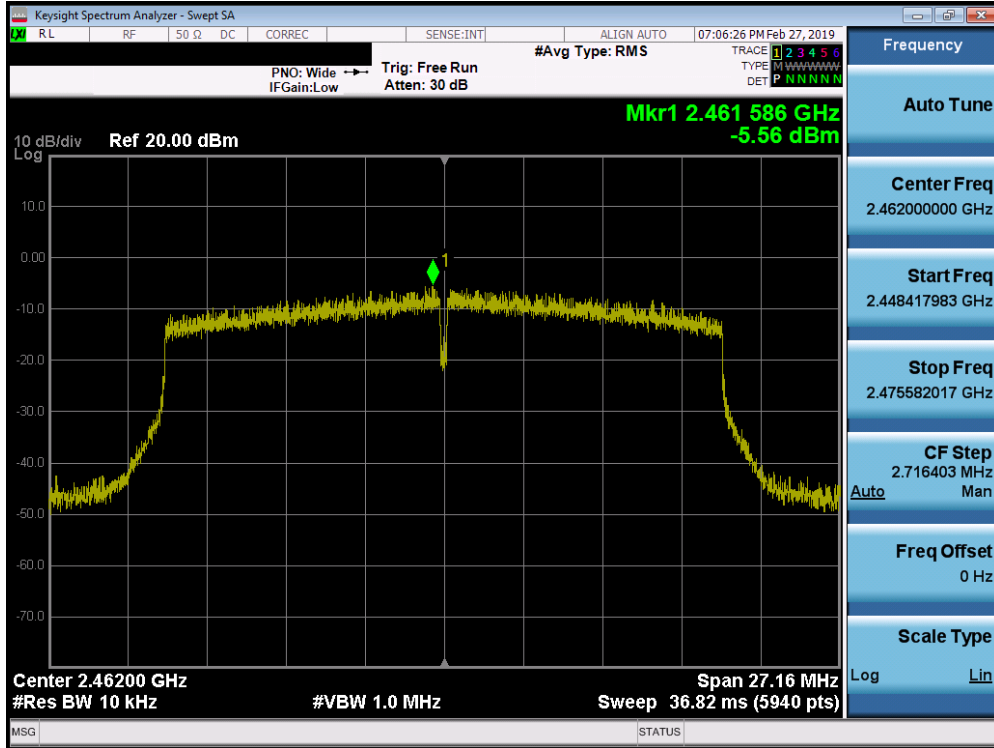 Keysight Spectrum Analyzer - Swept SA
LXI RL RF 50 Ω DC CORREC SENSE:INT ALIGN AUTO 07:06:26 PM Feb 27, 2019
PNO: Wide
IFGain:Low
Trig: Free Run
Atten: 30 dB
#Avg Type: RMS
TRACE 1 2 3 4 5 6
TYPE M WWWWW
DET P N N N N N
Mkr1 2.461 586 GHz
-5.56 dBm
10 dB/div Ref 20.00 dBm
Log
10.0
0.00
-10.0
-20.0
-30.0
-40.0
-50.0
-60.0
-70.0
1
Center 2.46200 GHz Span 27.16 MHz
#Res BW 10 kHz #VBW 1.0 MHz Sweep 36.82 ms (5940 pts)
MSG STATUS
Frequency
Auto Tune
Center Freq
2.462000000 GHz
Start Freq
2.448417983 GHz
Stop Freq
2.475582017 GHz
CF Step
2.716403 MHz
Auto Man
Freq Offset
0 Hz
Scale Type
Log Lin